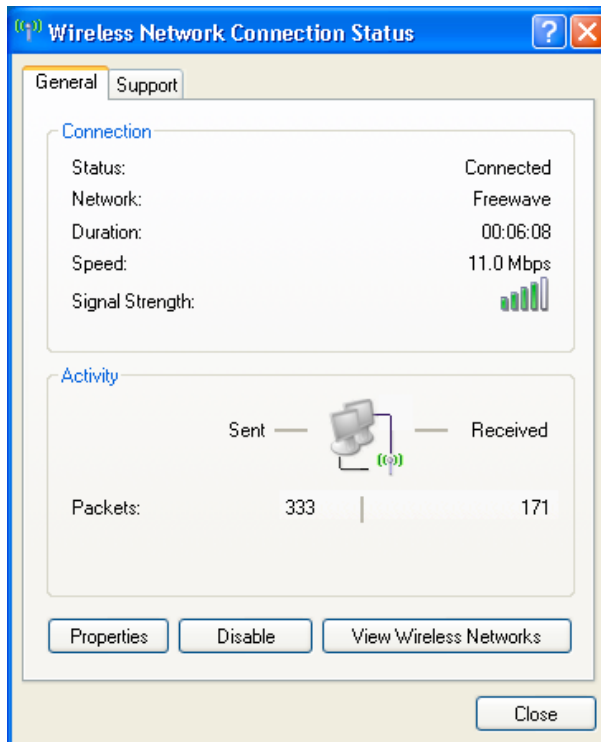 Wireless Network Connection Status
General Support
Connection
Status: Connected
Network: Freewave
Duration: 00:06:08
Speed: 11.0 Mbps
Signal Strength:
Activity
Sent Received
Packets: 333 171
Properties Disable View Wireless Networks
Close